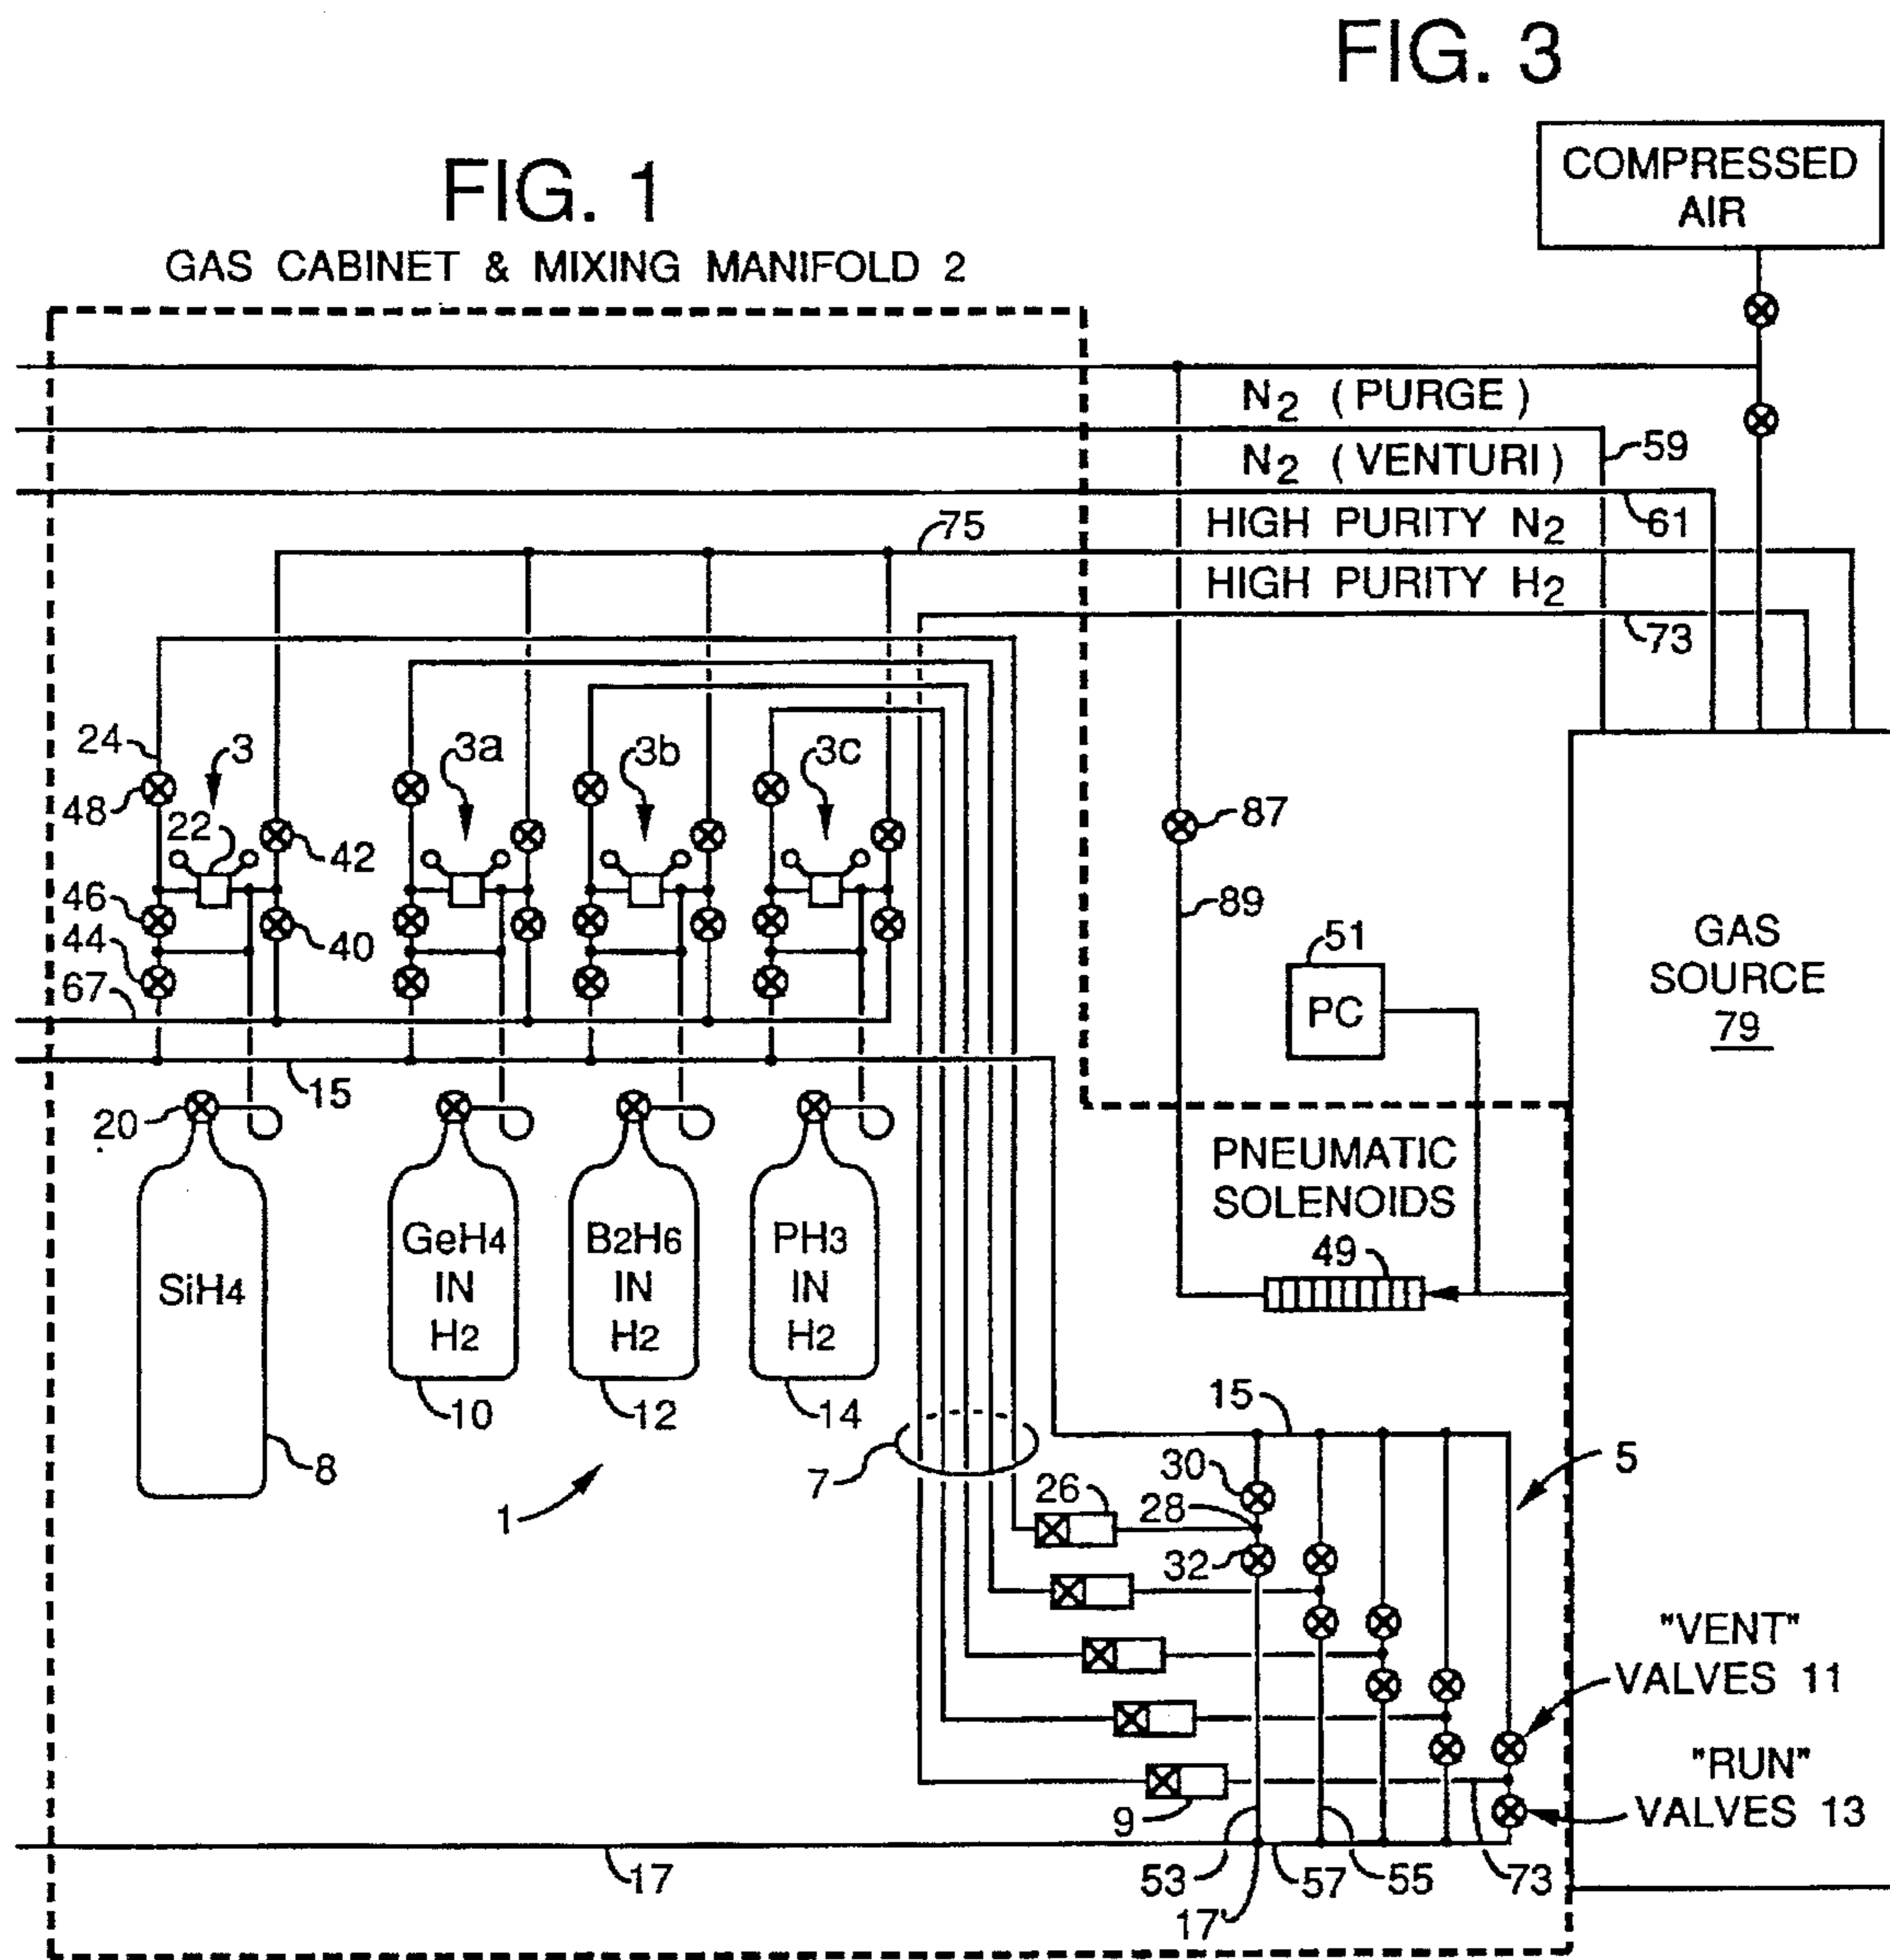 FIG. 3
COMPRESSED
AIR
FIG. 1
GAS CABINET & MIXING MANIFOLD 2
N2 (PURGE)
59
N2 (VENTURI)
61
75
HIGH PURITY N2
HIGH PURITY H2
73
24
3
3a
3b
3c
48
22
42
87
46
40
89
44
51
PC
GAS
SOURCE
79
67
15
20
PNEUMATIC
SOLENOIDS
49
SiH4
GeH4
IN
H2
B2H6
IN
H2
PH3
IN
H2
10
12
14
8
15
7
30
5
1
26
28
32
"VENT"
VALVES 11
"RUN"
VALVES 13
9
17
53
57
55
73
17'